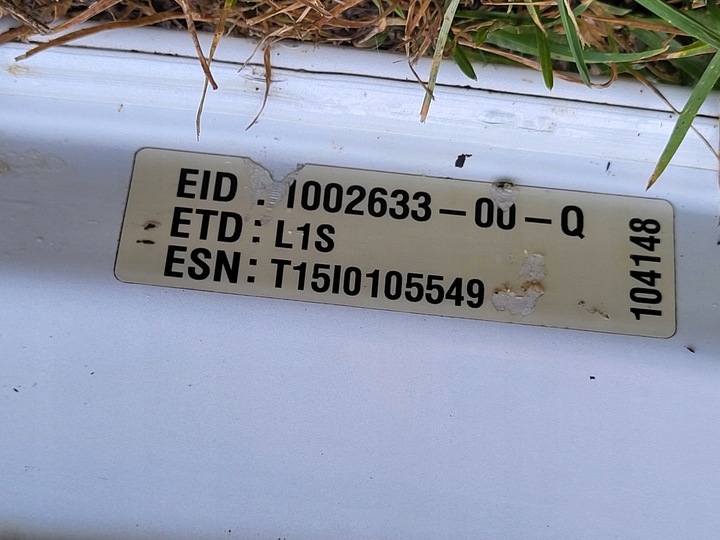 EID : 1002633-00-Q
ETD: L1S
ESN: T15I0105549
104148